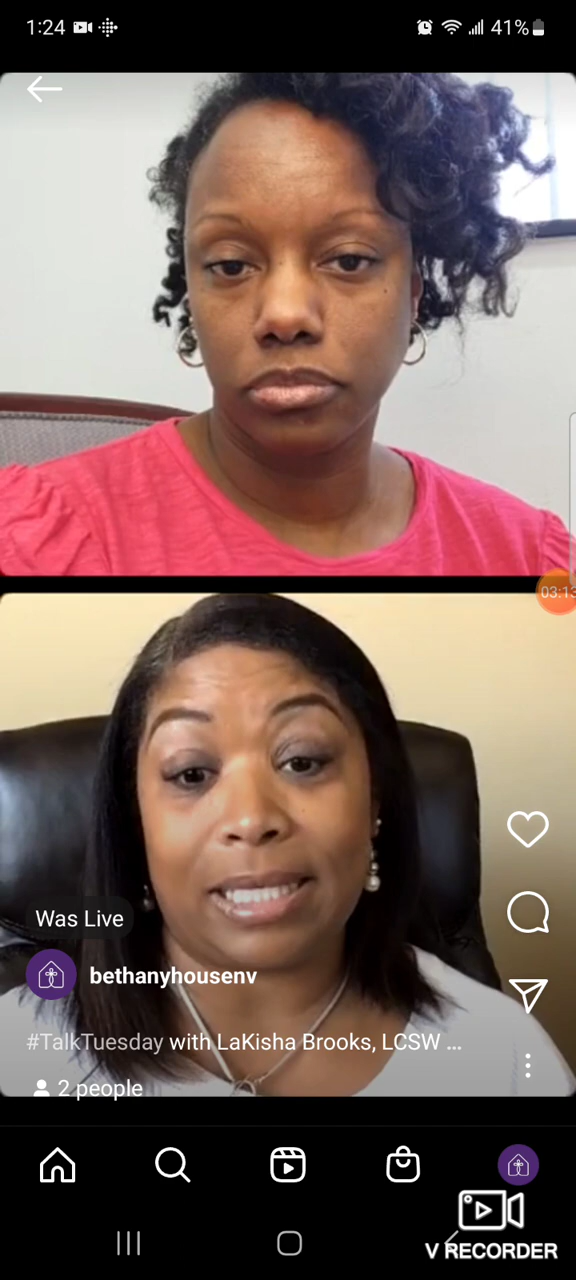 1:24 41%
03:13
Was Live
bethanyhousenv
#TalkTuesday with LaKisha Brooks, LCSW ...
2 people
V RECORDER